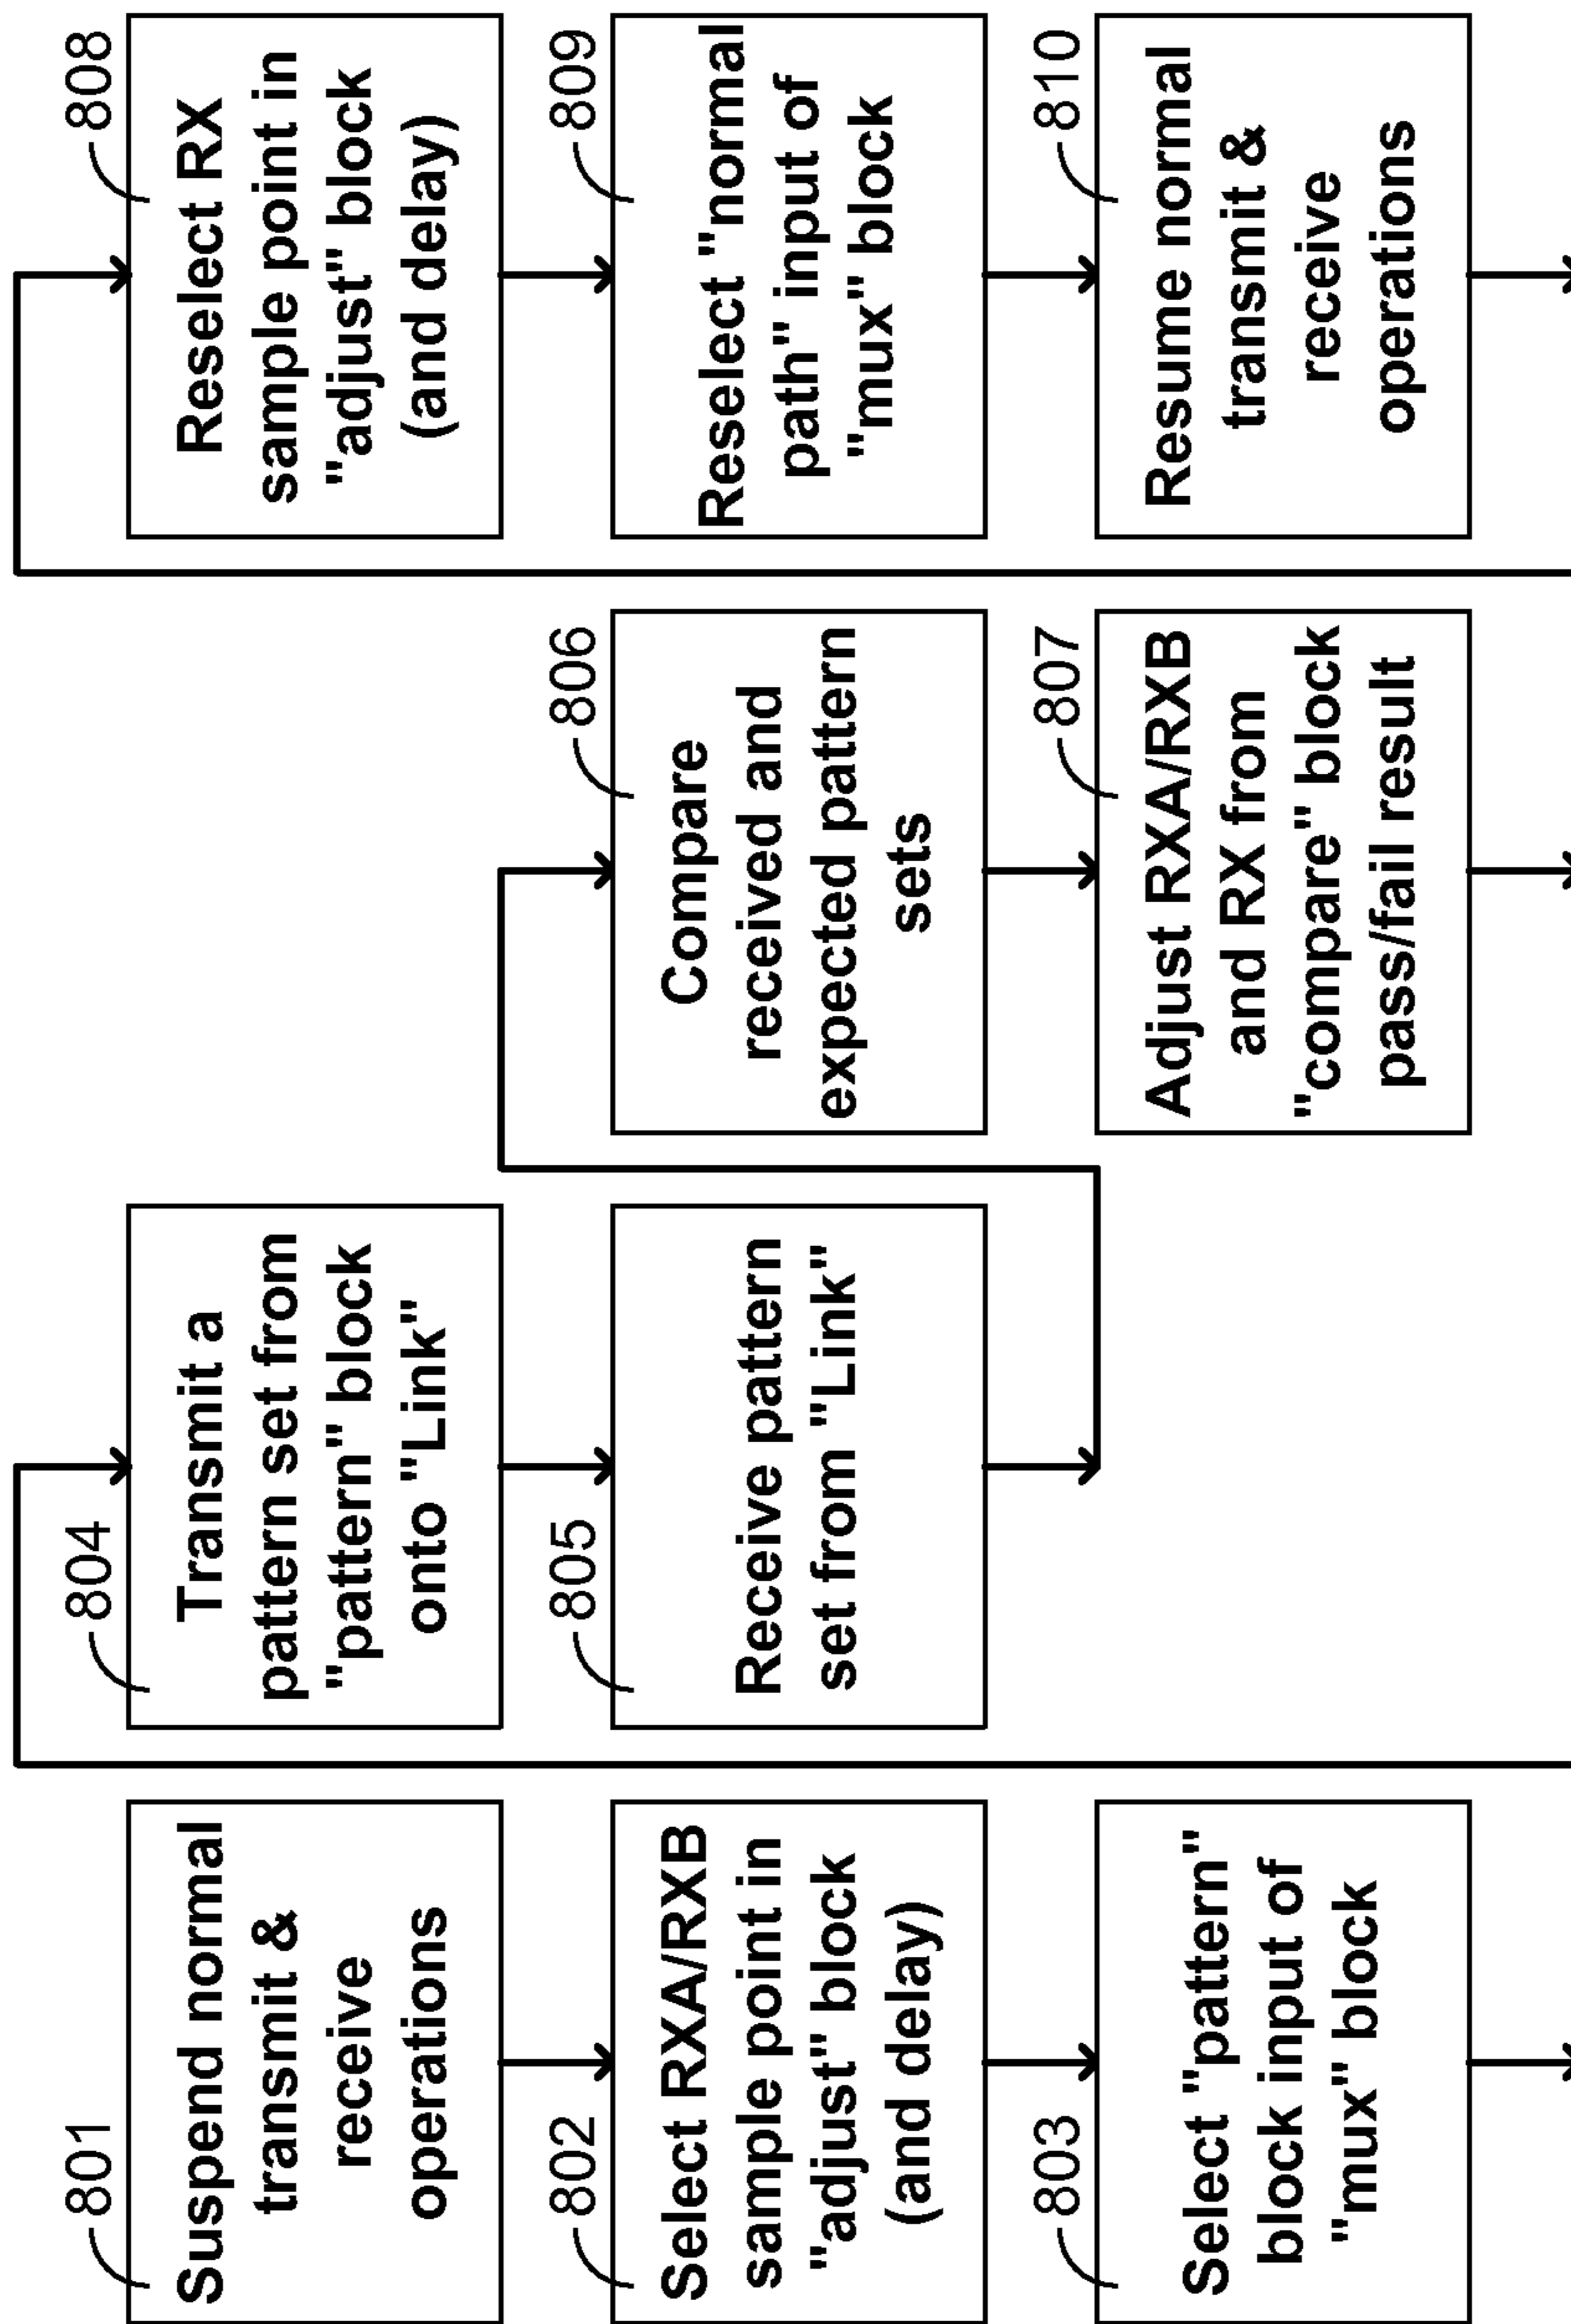 801
Suspend normal
transmit &
receive
operations
802
Select RXA/RXB
sample point in
"adjust" block
(and delay)
803
Select "pattern"
block input of
"mux" block
804
Transmit a
pattern set from
"pattern" block
onto "Link"
805
Receive pattern
set from "Link"
806
Compare
received and
expected pattern
sets
807
Adjust RXA/RXB
and RX from
"compare" block
pass/fail result
808
Reselect RX
sample point in
"adjust" block
(and delay)
809
Reselect "normal
path" input of
"mux" block
810
Resume normal
transmit &
receive
operations